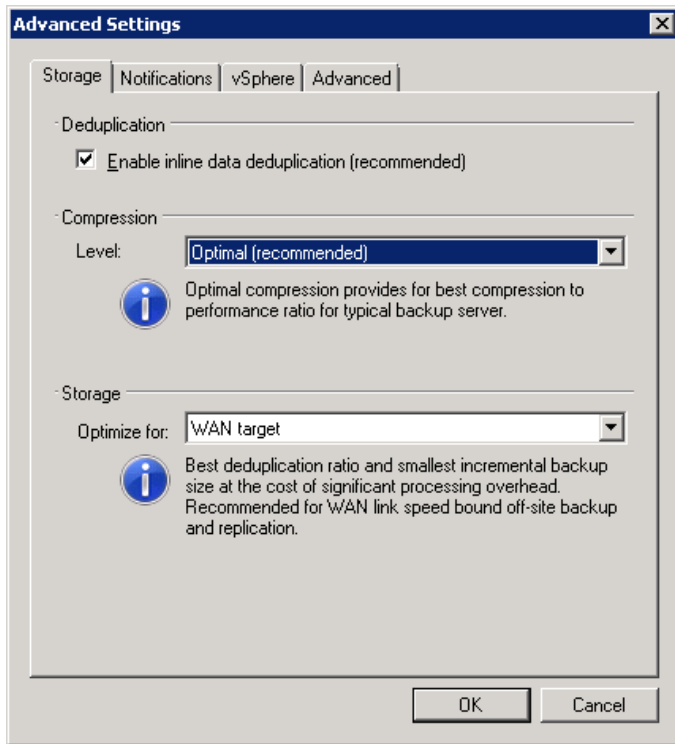 Advanced Settings
Storage Notifications vSphere Advanced
Deduplication
Enable inline data deduplication (recommended)
Compression
Level: Optimal (recommended)
Optimal compression provides for best compression to
performance ratio for typical backup server.
Storage
Optimize for: WAN target
Best deduplication ratio and smallest incremental backup
size at the cost of significant processing overhead.
Recommended for WAN link speed bound off-site backup
and replication.
OK Cancel